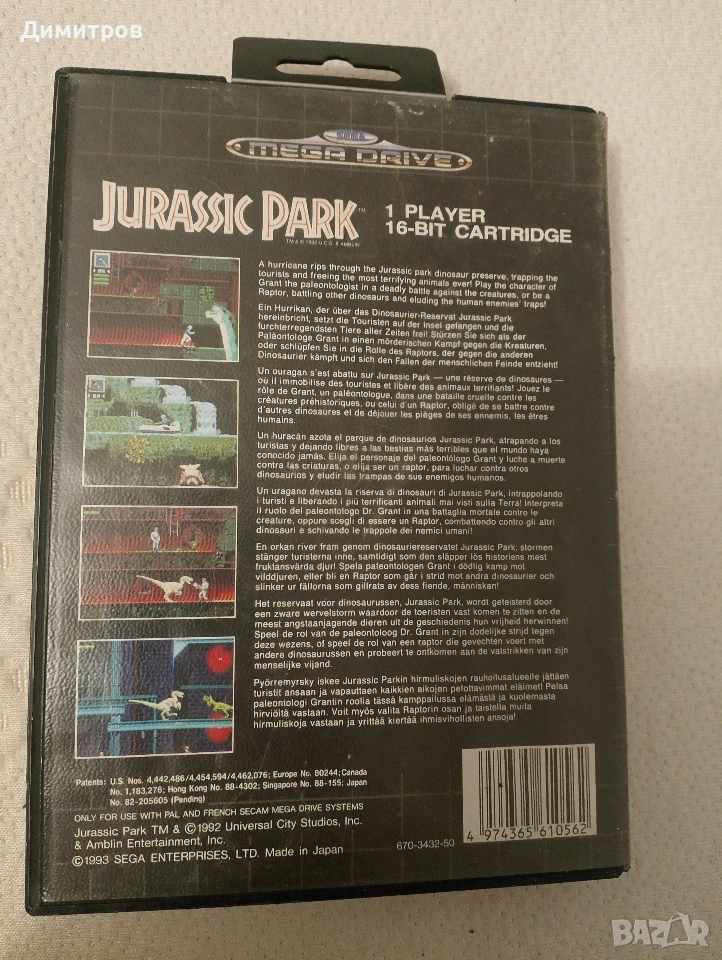 Димитров
SEGA
MEGA DRIVE
JURASSIC PARK™
TM & © 1992 U.C.S. & AMBLIN
1 PLAYER
16-BIT CARTRIDGE
A hurricane rips through the Jurassic park dinosaur preserve, trapping the
tourists and freeing the most terrifying animals ever! Play the character of
Grant the paleontologist in a deadly battle against the creatures, or be a
Raptor, battling other dinosaurs and eluding the human enemies' traps!
Ein Hurrikan, der über das Dinosaurier-Reservat Jurassic Park
hereinbricht, setzt die Touristen auf der Insel gefangen und die
furchterregendsten Tiere aller Zeiten frei! Stürzen Sie sich als der
Paläontologe Grant in einen mörderischen Kampf gegen die Kreaturen,
oder schlüpfen Sie in die Rolle des Raptors, der gegen die anderen
Dinosaurier kämpft und sich den Fallen der menschlichen Feinde entzieht!
Un ouragan s'est abattu sur Jurassic Park — une réserve de dinosaures —
où il immobilise des touristes et libère des animaux terrifiants! Jouez le
rôle de Grant, un paléontologue, dans une bataille cruelle contre les
créatures préhistoriques, ou celui d'un Raptor, obligé de se battre contre
d'autres dinosaures et de déjouer les pièges de ses ennemis, les êtres
humains.
Un huracán azota el parque de dinosaurios Jurassic Park, atrapando a los
turistas y dejando libres a las bestias más terribles que el mundo haya
conocido jamás. Elija el personaje del paleontólogo Grant y luche a muerte
contra las criaturas, o elija ser un raptor, para luchar contra otros
dinosaurios y eludir las trampas de sus enemigos humanos.
Un uragano devasta la riserva di dinosauri di Jurassic Park, intrappolando
i turisti e liberando i più terrificanti animali mai visti sulla Terra! Interpreta
il ruolo del paleontologo Dr. Grant in una battaglia mortale contro le
creature, oppure scegli di essere un Raptor, combattendo contro gli altri
dinosauri e schivando le trappole dei nemici umani!
En orkan river fram genom dinosauriereservatet Jurassic Park, stormen
stänger turisterna inne, samtidigt som den släpper lös historiens mest
fruktansvärda djur! Spela paleontologen Grant i dödlig kamp mot
vilddjuren, eller bli en Raptor som går i strid mot andra dinosaurier och
slinker ur fällorna som gillrats av dess fiende, människan!
Het reservaat voor dinosaurussen, Jurassic Park, wordt geteisterd door
een zware wervelstorm waardoor de toeristen vast komen te zitten en de
meest angstaanjagende dieren uit de geschiedenis hun vrijheid herwinnen!
Speel de rol van de paleontoloog Dr. Grant in zijn dodelijke strijd tegen
deze wezens, of speel de rol van een raptor die gevechten voert met
andere dinosaurussen en probeert te ontkomen aan de valstrikken van zijn
menselijke vijand.
Pyörremyrsky iskee Jurassic Parkin hirmuliskojen rauhoitusalueelle jättäen
turistit ansaan ja vapauttaen kaikkien aikojen pelottavimmat eläimet! Pelaa
paleontologi Grantin roolia tässä kamppailussa elämästä ja kuolemasta
hirviöitä vastaan. Voit myös valita Raptorin osan ja taistella muita
hirmuliskoja vastaan ja yrittää kiertää ihmisvihollisten ansoja!
Patents: U.S. Nos. 4,442,486/4,454,594/4,462,076; Europe No. 80244; Canada
No. 1,183,276; Hong Kong No. 88-4302; Singapore No. 88-155; Japan
No. 82-205605 (Pending)
ONLY FOR USE WITH PAL AND FRENCH SECAM MEGA DRIVE SYSTEMS
Jurassic Park TM & © 1992 Universal City Studios, Inc.
& Amblin Entertainment, Inc.
© 1993 SEGA ENTERPRISES, LTD. Made in Japan
670-3432-50
4 974365 610562
BAZAR